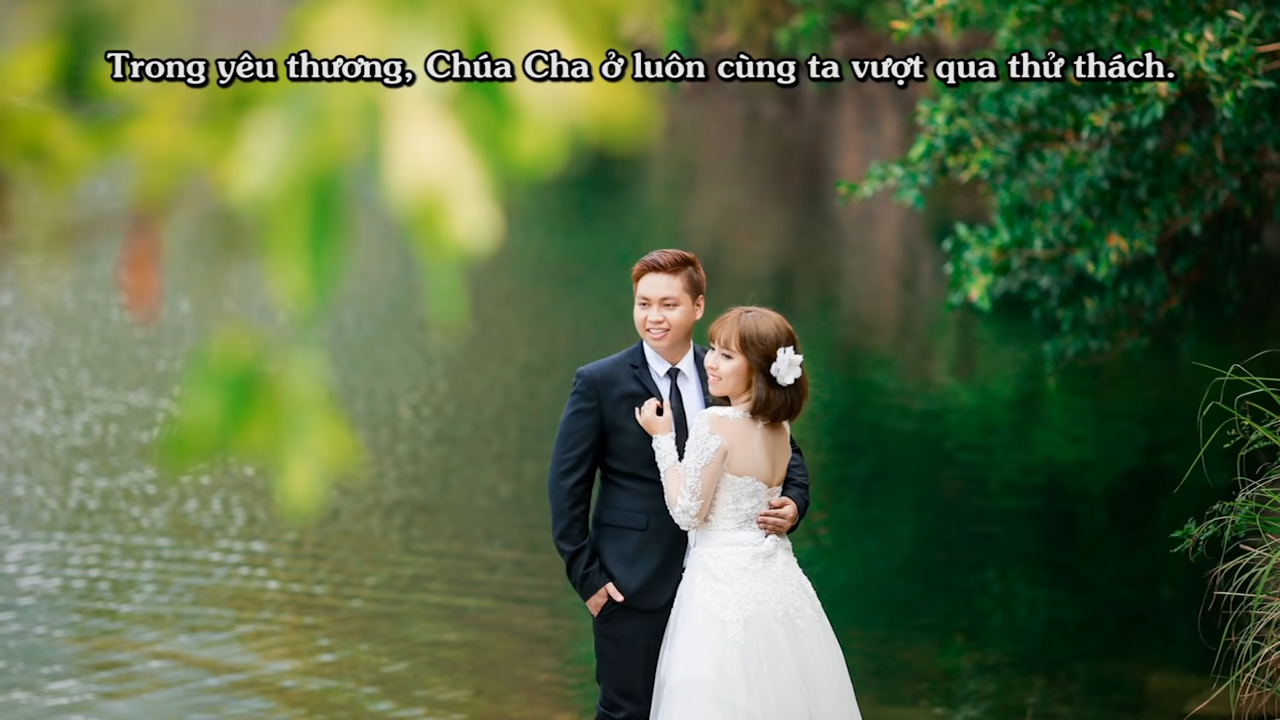 Trong yêu thương, Chúa Cha ở luôn cùng ta vượt qua thử thách.